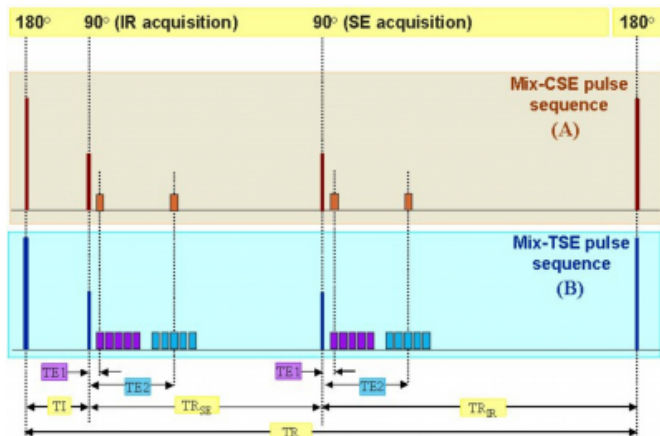 180° 90° (IR acquisition) 90° (SE acquisition) 180°
Mix-CSE pulse
sequence
(A)
Mix-TSE pulse
sequence
(B)
TE1 TE1
TE2 TE2
TI TR_SE TR_IR
TR